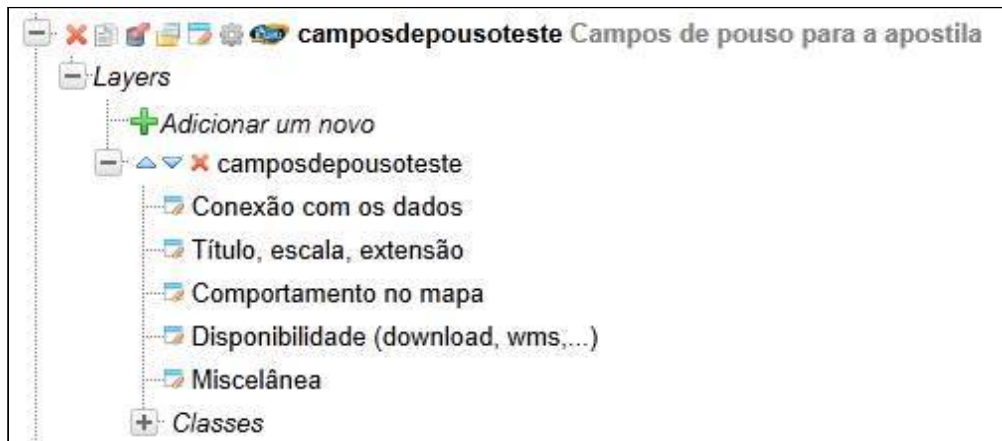 camposdepousoteste Campos de pouso para a apostila
Layers
Adicionar um novo
camposdepousoteste
Conexão com os dados
Título, escala, extensão
Comportamento no mapa
Disponibilidade (download, wms,...)
Miscelânea
Classes